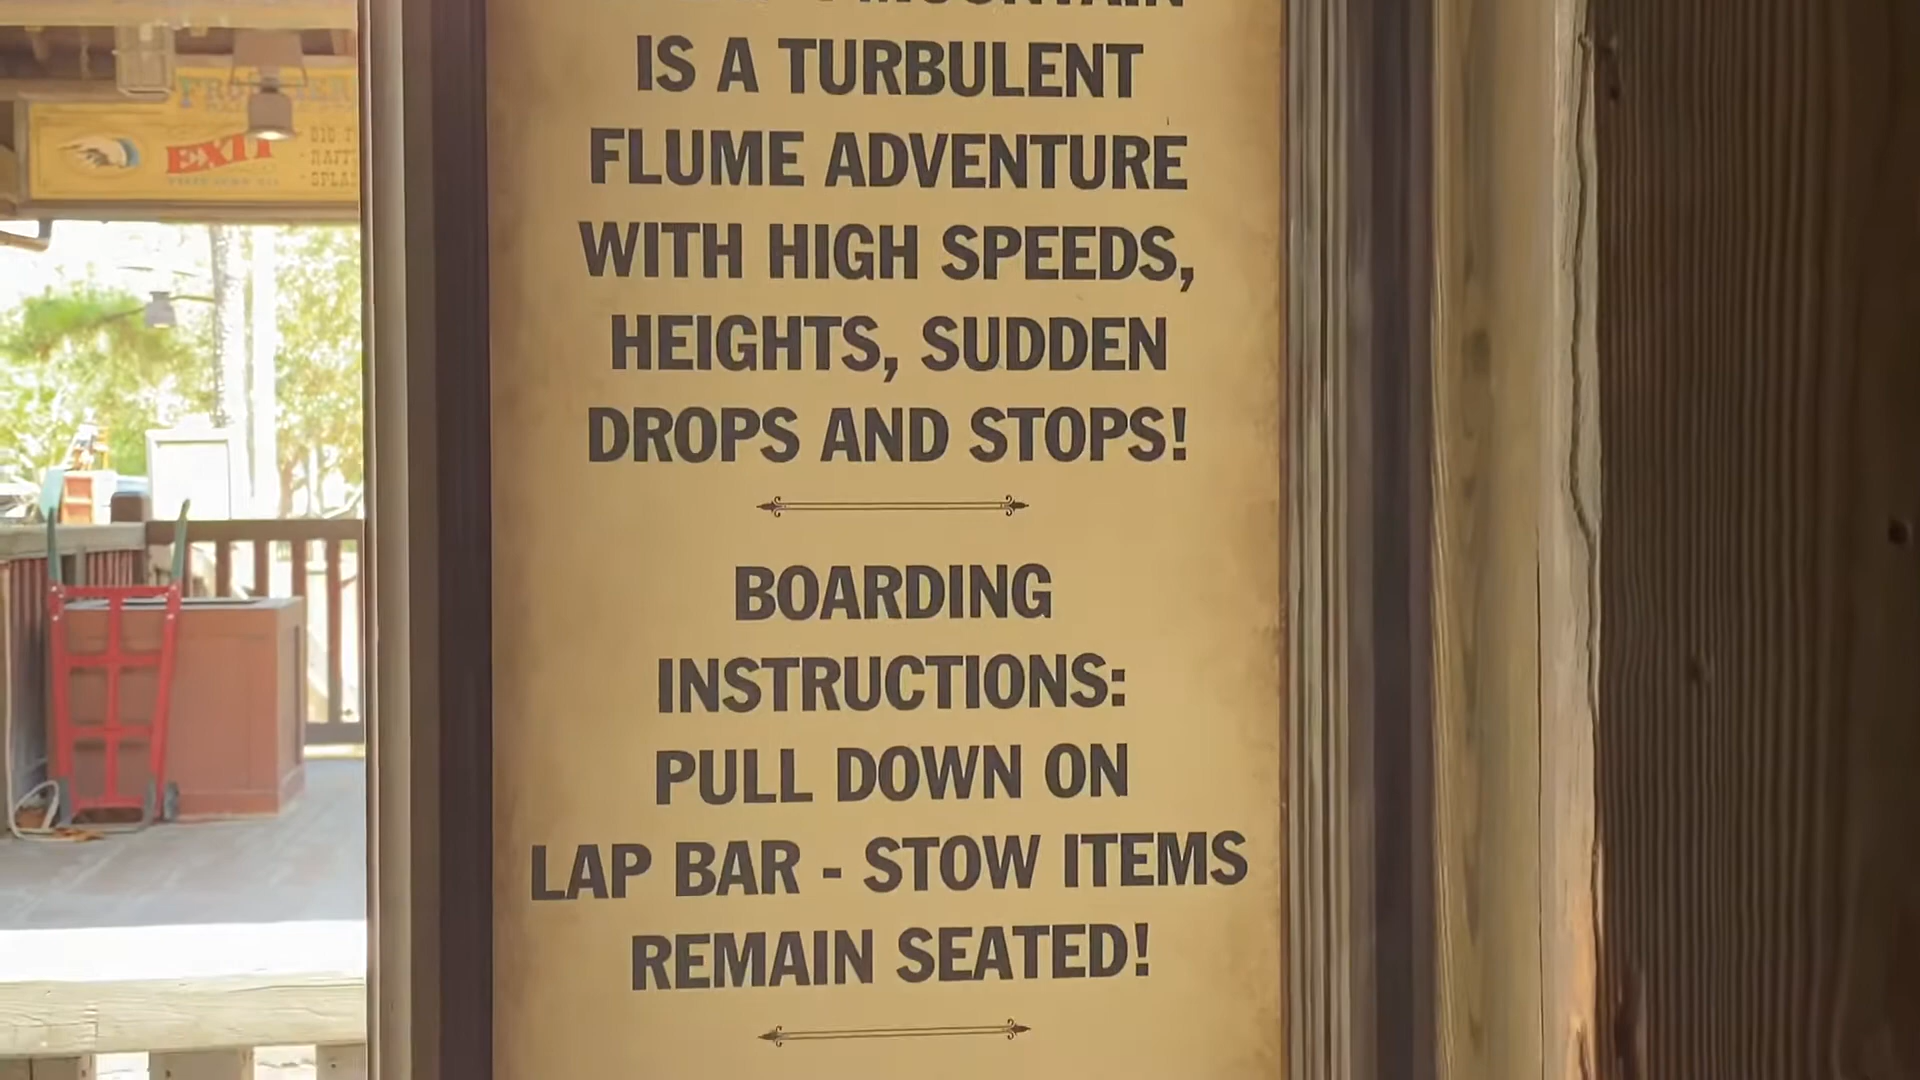 MOUNTAIN
IS A TURBULENT
FLUME ADVENTURE
WITH HIGH SPEEDS,
HEIGHTS, SUDDEN
DROPS AND STOPS!
BOARDING
INSTRUCTIONS:
PULL DOWN ON
LAP BAR - STOW ITEMS
REMAIN SEATED!
EXIT